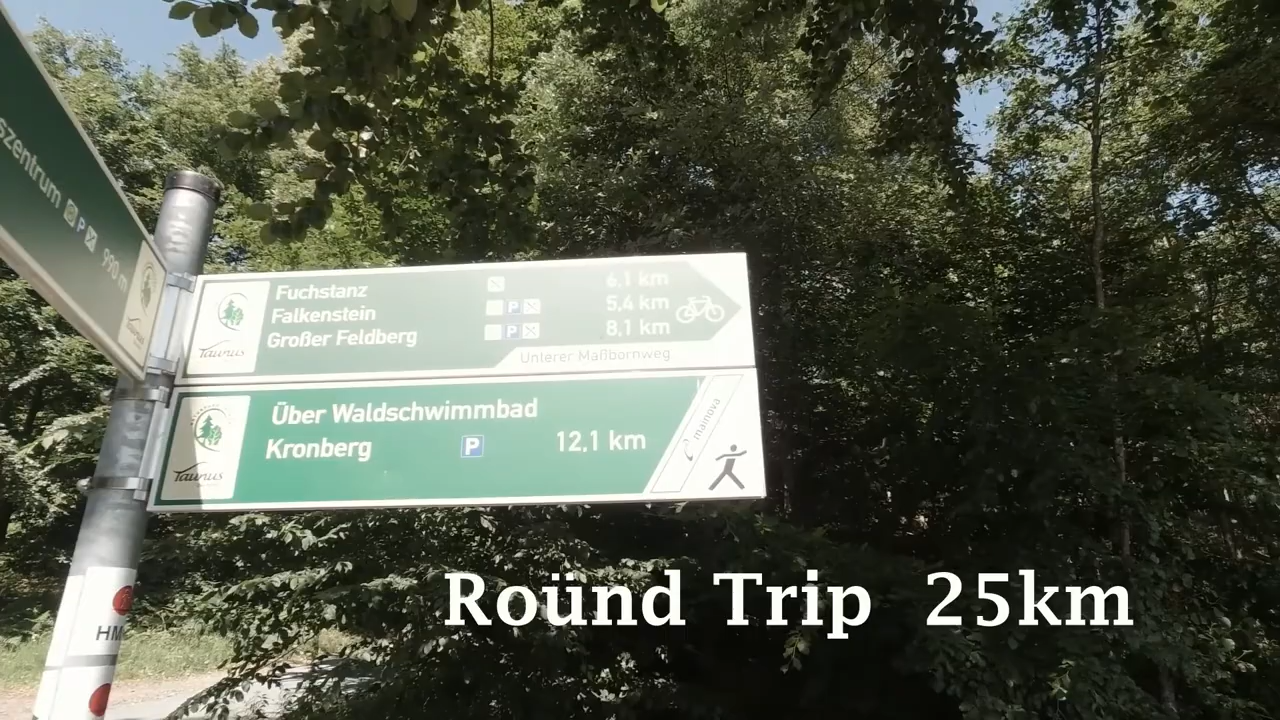 szentrum P 990 m
Fuchstanz 6,1 km
Falkenstein P 5,4 km
Großer Feldberg P 8,1 km
Unterer Maßbornweg
Taunus
Über Waldschwimmbad
Kronberg P 12,1 km
mainova
Taunus
HM
Roünd Trip 25km